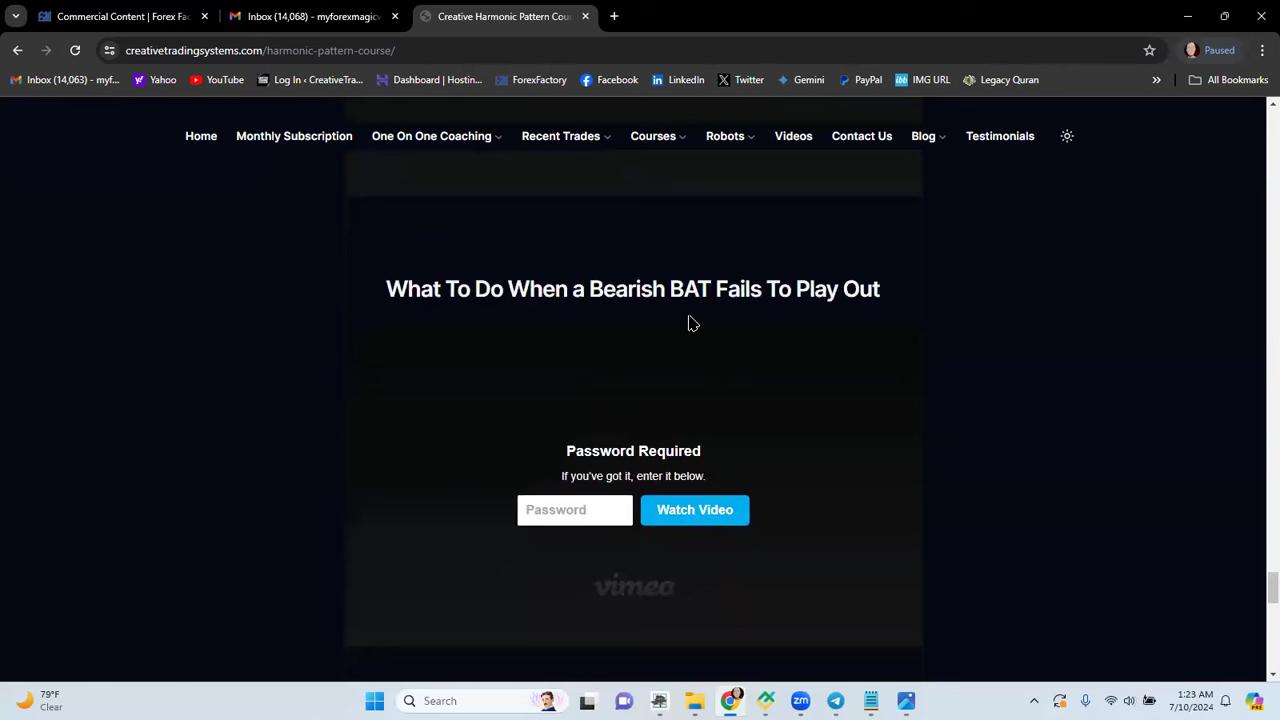 Commercial Content | Forex Fac
Inbox (14,068) - myforexmagicw
Creative Harmonic Pattern Cour
creativetradingsystems.com/harmonic-pattern-course/
Paused
Inbox (14,063) - myf...
Yahoo
YouTube
Log In ‹ CreativeTra...
Dashboard | Hostin...
ForexFactory
Facebook
LinkedIn
Twitter
Gemini
PayPal
IMG URL
Legacy Quran
All Bookmarks
Home
Monthly Subscription
One On One Coaching
Recent Trades
Courses
Robots
Videos
Contact Us
Blog
Testimonials
What To Do When a Bearish BAT Fails To Play Out
Password Required
If you've got it, enter it below.
Password
Watch Video
vimeo
79°F
Clear
Search
1:23 AM
7/10/2024